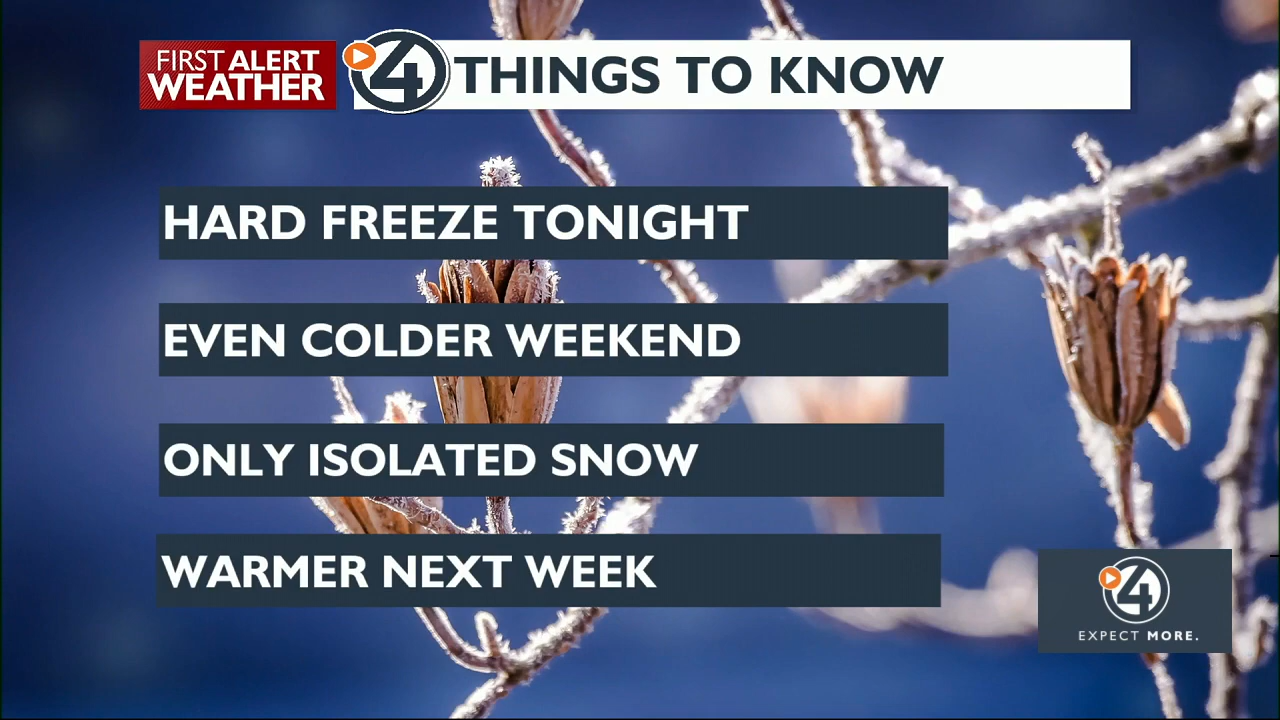 FIRST ALERT
WEATHER
4 THINGS TO KNOW
HARD FREEZE TONIGHT
EVEN COLDER WEEKEND
ONLY ISOLATED SNOW
WARMER NEXT WEEK
4
EXPECT MORE.